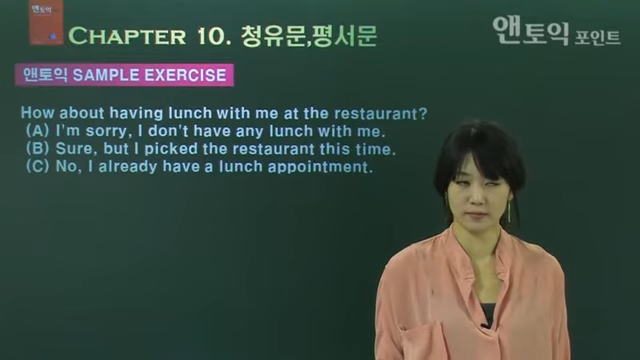 앤토익
CHAPTER 10. 청유문,평서문
앤토익 포인트
앤토익 SAMPLE EXERCISE
How about having lunch with me at the restaurant?
(A) I'm sorry, I don't have any lunch with me.
(B) Sure, but I picked the restaurant this time.
(C) No, I already have a lunch appointment.